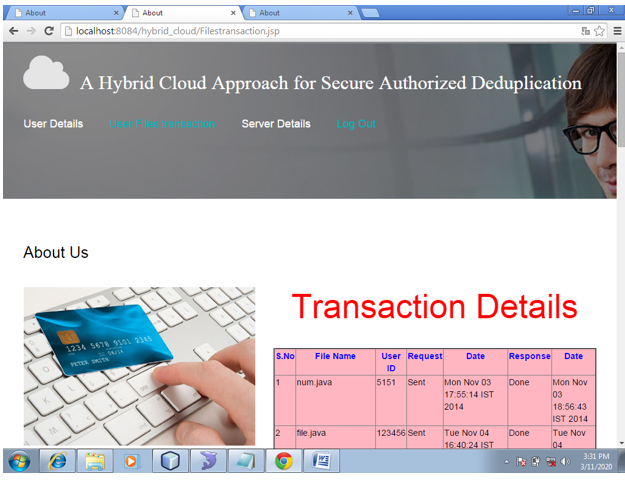 About
About
About
localhost:8084/hybrid_cloud/Filestransaction.jsp
A Hybrid Cloud Approach for Secure Authorized Deduplication
User Details User Files transaction Server Details Log Out
About Us
1234 5678 9151 2345
PETER SMITH
Transaction Details
S.No File Name User ID Request Date Response Date
1 num.java 5151 Sent Mon Nov 03 17:55:14 IST 2014 Done Mon Nov 03 18:56:43 IST 2014
2 file.java 123456 Sent Tue Nov 04 16:40:24 IST Done Tue Nov 04
3:31 PM
3/11/2020